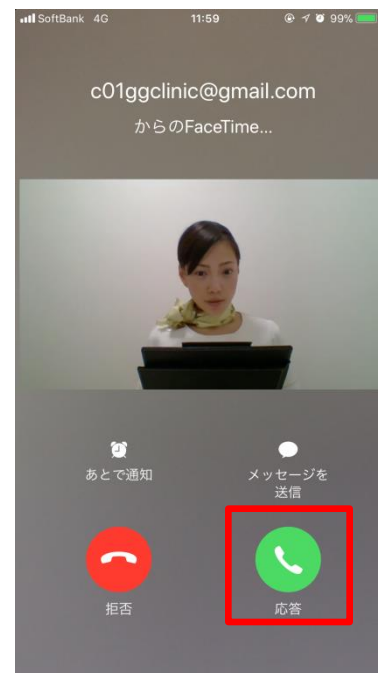 SoftBank 4G 11:59 99%
c01ggclinic@gmail.com
からのFaceTime...
あとで通知 メッセージを
送信
拒否 応答